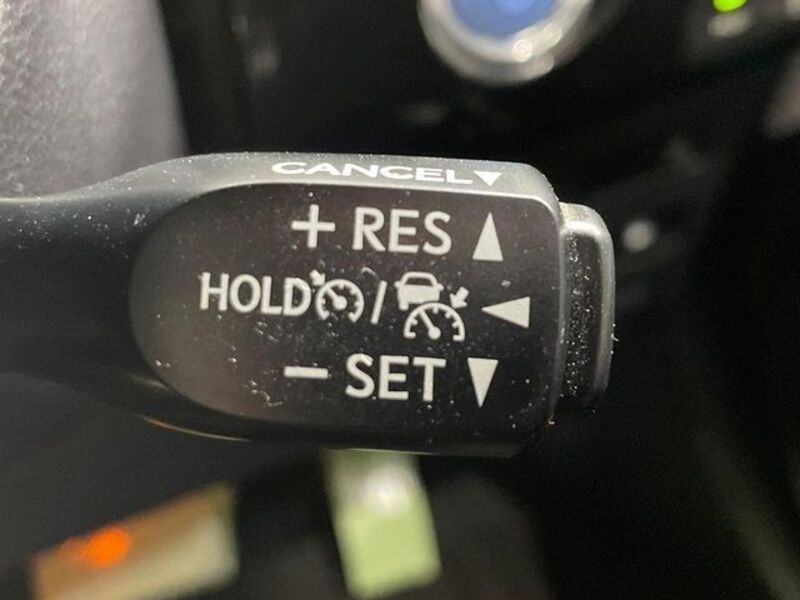 CANCEL▼
+ RES ▲
HOLD / ◀
− SET ▼